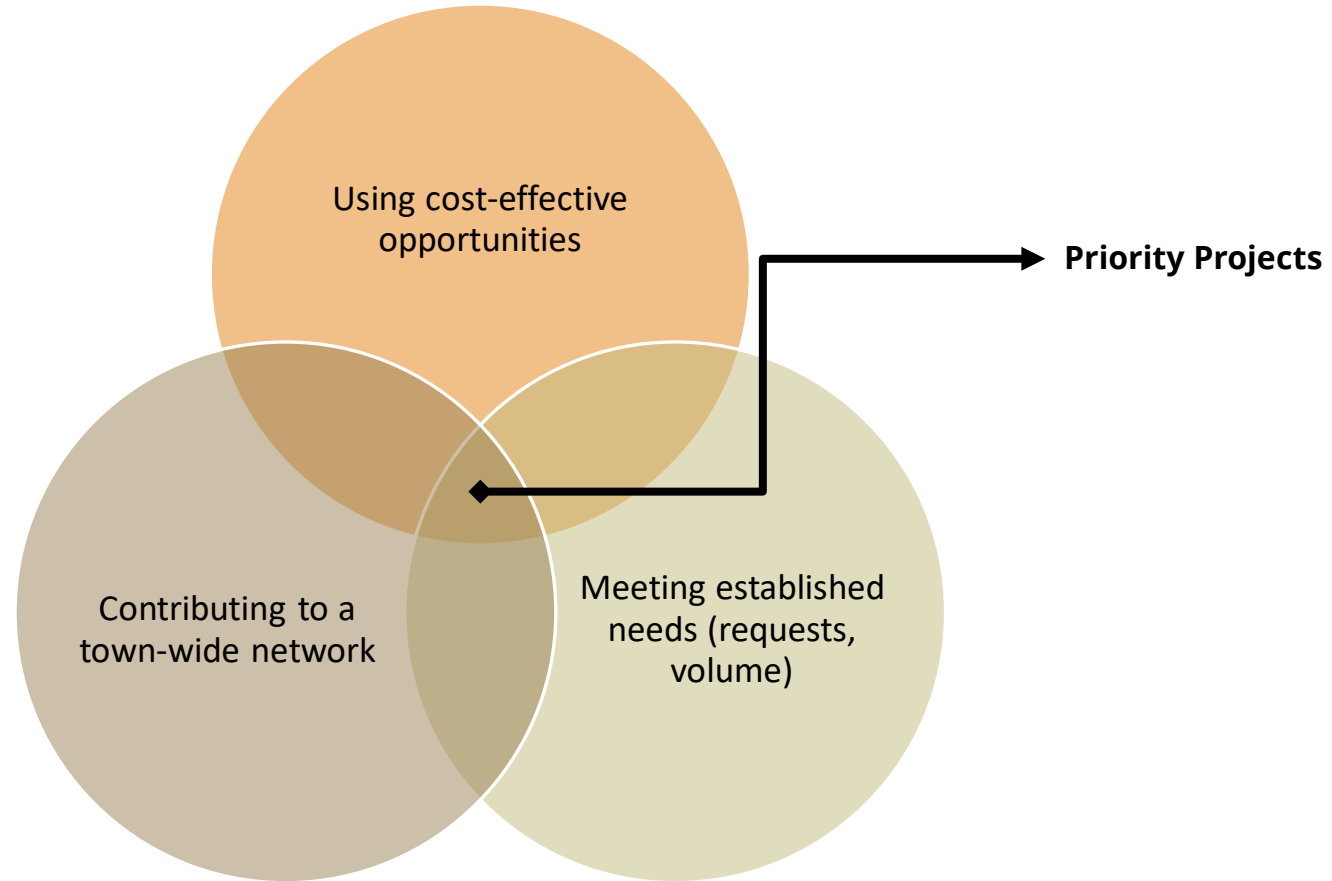 Using cost-effective
opportunities
Priority Projects
Contributing to a
town-wide network
Meeting established
needs (requests,
volume)